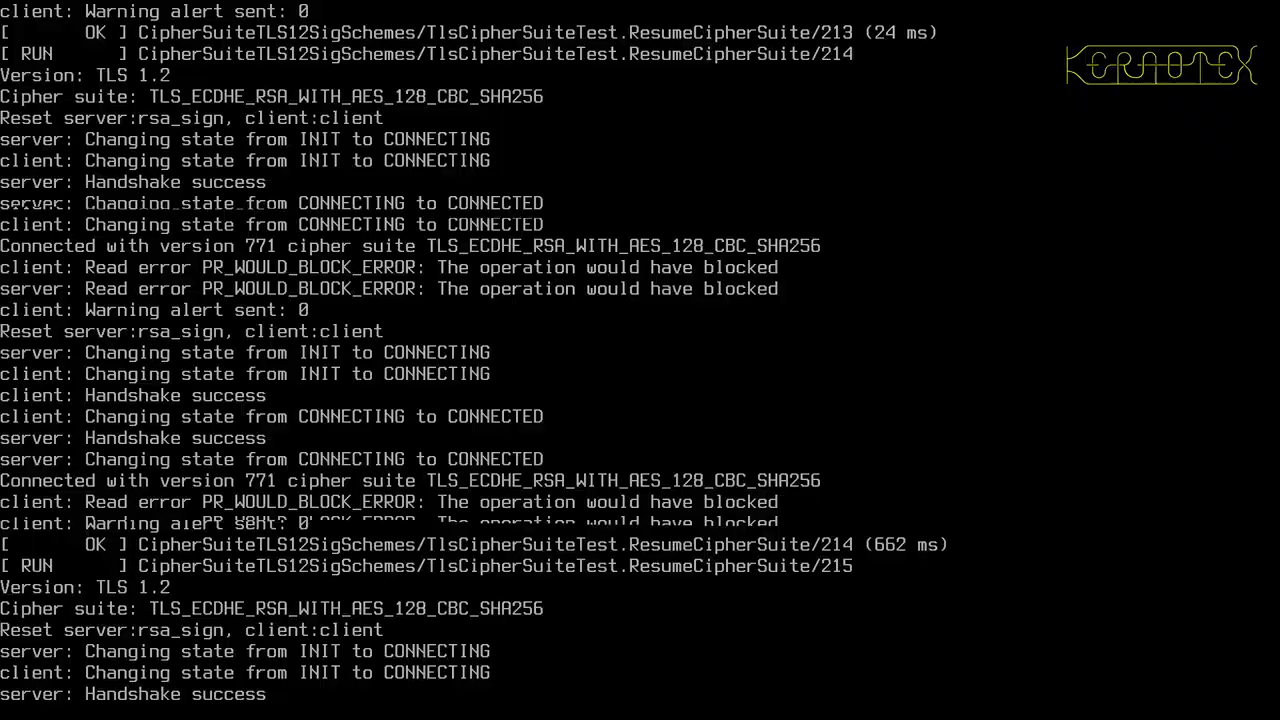 client: Warning alert sent: 0
[       OK ] CipherSuiteTLS12SigSchemes/TlsCipherSuiteTest.ResumeCipherSuite/213 (24 ms)
[ RUN      ] CipherSuiteTLS12SigSchemes/TlsCipherSuiteTest.ResumeCipherSuite/214
KERNOTEX
Version: TLS 1.2
Cipher suite: TLS_ECDHE_RSA_WITH_AES_128_CBC_SHA256
Reset server:rsa_sign, client:client
server: Changing state from INIT to CONNECTING
client: Changing state from INIT to CONNECTING
server: Handshake success
server: Changing state from CONNECTING to CONNECTED
client: Changing state from CONNECTING to CONNECTED
Connected with version 771 cipher suite TLS_ECDHE_RSA_WITH_AES_128_CBC_SHA256
client: Read error PR_WOULD_BLOCK_ERROR: The operation would have blocked
server: Read error PR_WOULD_BLOCK_ERROR: The operation would have blocked
client: Warning alert sent: 0
Reset server:rsa_sign, client:client
server: Changing state from INIT to CONNECTING
client: Changing state from INIT to CONNECTING
client: Handshake success
client: Changing state from CONNECTING to CONNECTED
server: Handshake success
server: Changing state from CONNECTING to CONNECTED
Connected with version 771 cipher suite TLS_ECDHE_RSA_WITH_AES_128_CBC_SHA256
client: Read error PR_WOULD_BLOCK_ERROR: The operation would have blocked
client: Warning alert sent: 0
[       OK ] CipherSuiteTLS12SigSchemes/TlsCipherSuiteTest.ResumeCipherSuite/214 (662 ms)
[ RUN      ] CipherSuiteTLS12SigSchemes/TlsCipherSuiteTest.ResumeCipherSuite/215
Version: TLS 1.2
Cipher suite: TLS_ECDHE_RSA_WITH_AES_128_CBC_SHA256
Reset server:rsa_sign, client:client
server: Changing state from INIT to CONNECTING
client: Changing state from INIT to CONNECTING
server: Handshake success